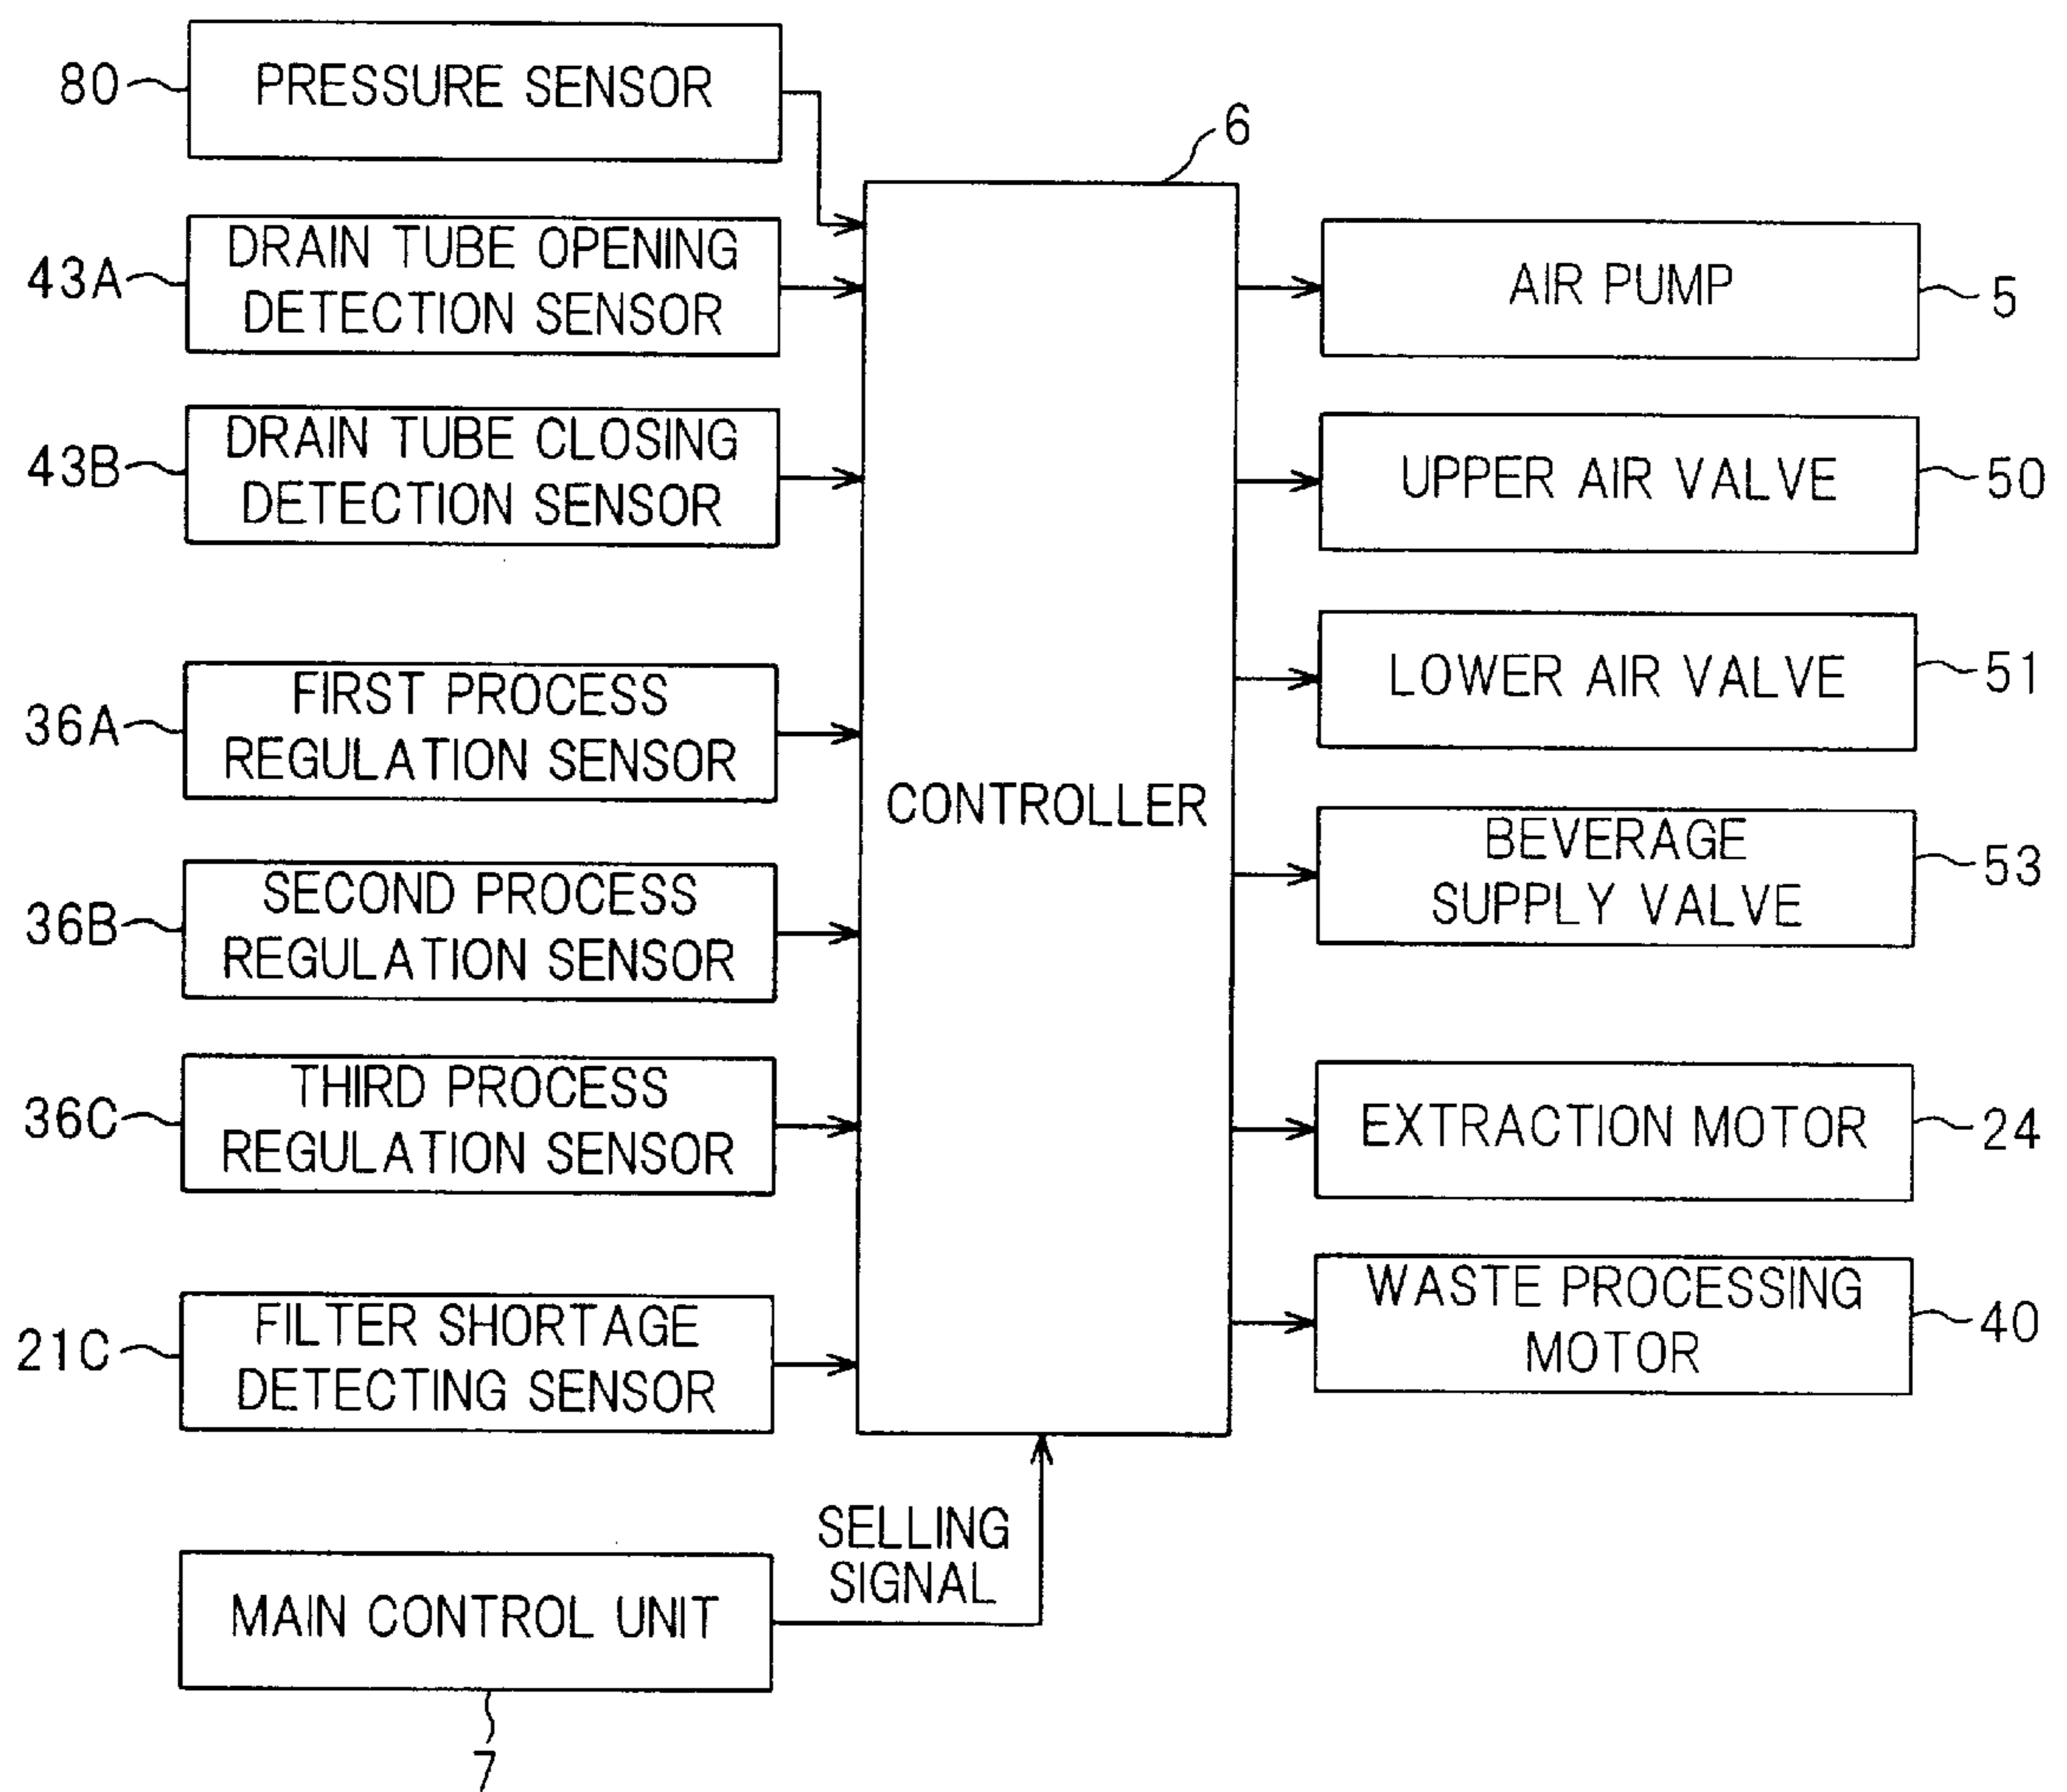 80
PRESSURE SENSOR
6
43A
DRAIN TUBE OPENING
DETECTION SENSOR
AIR PUMP
5
43B
DRAIN TUBE CLOSING
DETECTION SENSOR
UPPER AIR VALVE
50
36A
FIRST PROCESS
REGULATION SENSOR
LOWER AIR VALVE
51
CONTROLLER
36B
SECOND PROCESS
REGULATION SENSOR
BEVERAGE
SUPPLY VALVE
53
36C
THIRD PROCESS
REGULATION SENSOR
EXTRACTION MOTOR
24
21C
FILTER SHORTAGE
DETECTING SENSOR
WASTE PROCESSING
MOTOR
40
SELLING
SIGNAL
MAIN CONTROL UNIT
7